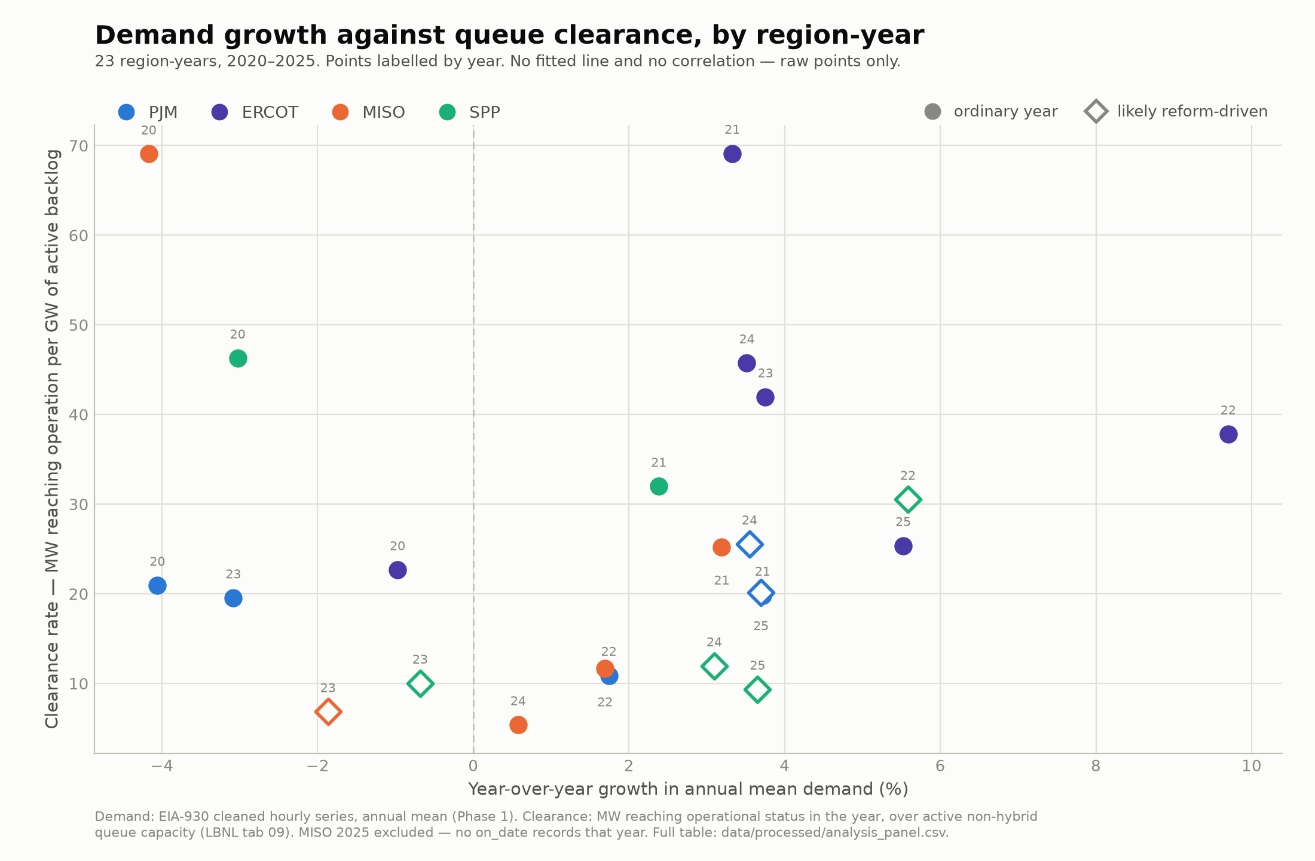 Demand growth against queue clearance, by region-year
23 region-years, 2020–2025. Points labelled by year. No fitted line and no correlation — raw points only.
PJM ERCOT MISO SPP ordinary year likely reform-driven
Clearance rate — MW reaching operation per GW of active backlog
20 21
70
60
50
20 24
23
40
22
21 22
30
25
24
20 20
23 21
21
20
25
24
22
23 25
10
23
24 22
−4 −2 0 2 4 6 8 10
Year-over-year growth in annual mean demand (%)
Demand: EIA-930 cleaned hourly series, annual mean (Phase 1). Clearance: MW reaching operational status in the year, over active non-hybrid
queue capacity (LBNL tab 09). MISO 2025 excluded — no on_date records that year. Full table: data/processed/analysis_panel.csv.